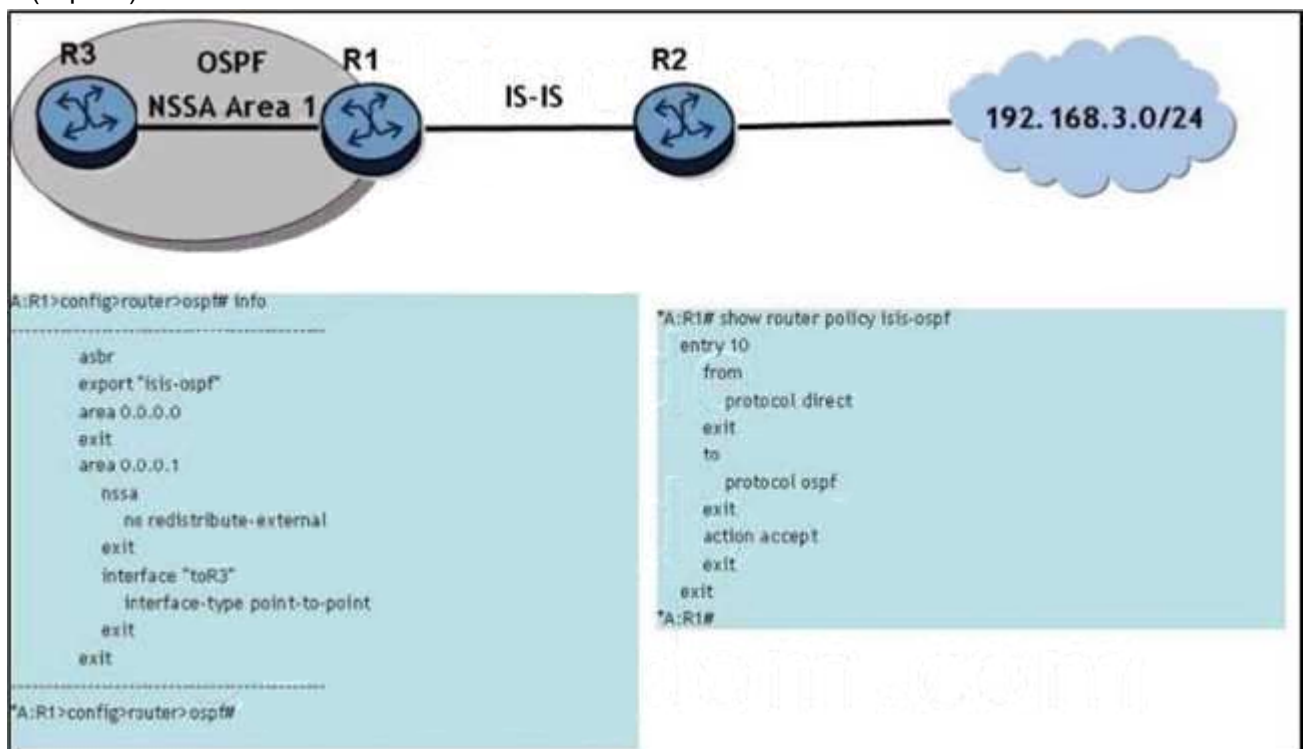 R3
OSPF
R1
R2
NSSA Area 1
IS-IS
192.168.3.0/24
A:R1>config>router>ospf# info
----------------------------------------------
asbr
export "isis-ospf"
area 0.0.0.0
exit
area 0.0.0.1
nssa
no redistribute-external
exit
interface "toR3"
interface-type point-to-point
exit
exit
----------------------------------------------
*A:R1>config>router>ospf#
*A:R1# show router policy isis-ospf
entry 10
from
protocol direct
exit
to
protocol ospf
exit
action accept
exit
exit
*A:R1#